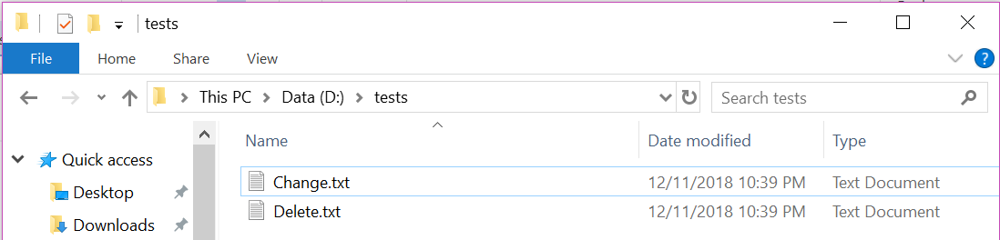 tests
File Home Share View
This PC Data (D:) tests Search tests
Name Date modified Type
Quick access
Change.txt 12/11/2018 10:39 PM Text Document
Desktop
Delete.txt 12/11/2018 10:39 PM Text Document
Downloads